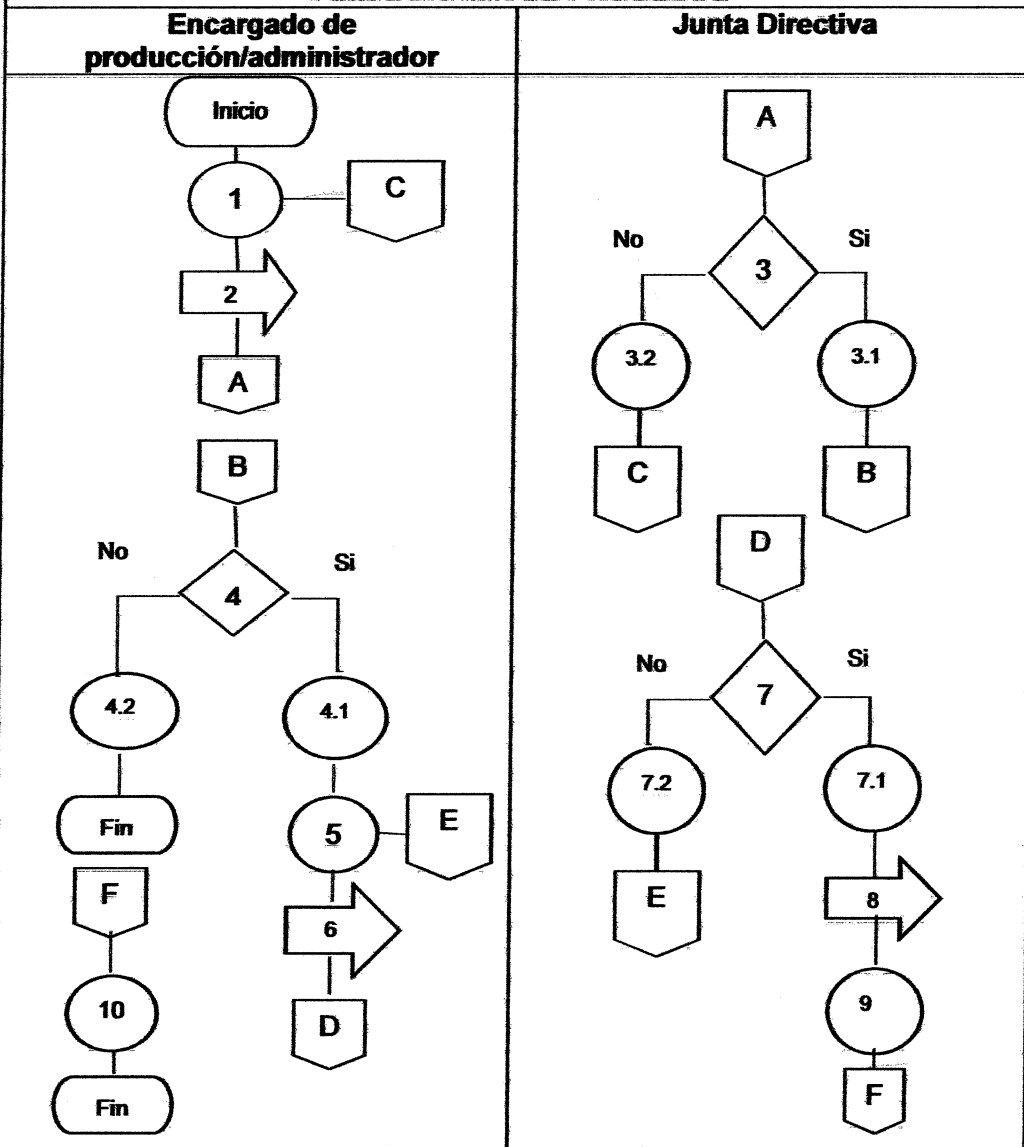 Encargado de
producción/administrador
Inicio
1
C
2
A
B
No
Si
4
4.2
4.1
5
E
Fin
F
6
10
D
Fin
Junta Directiva
A
No
Si
3
3.2
3.1
C
B
D
No
Si
7
7.2
7.1
E
8
9
F